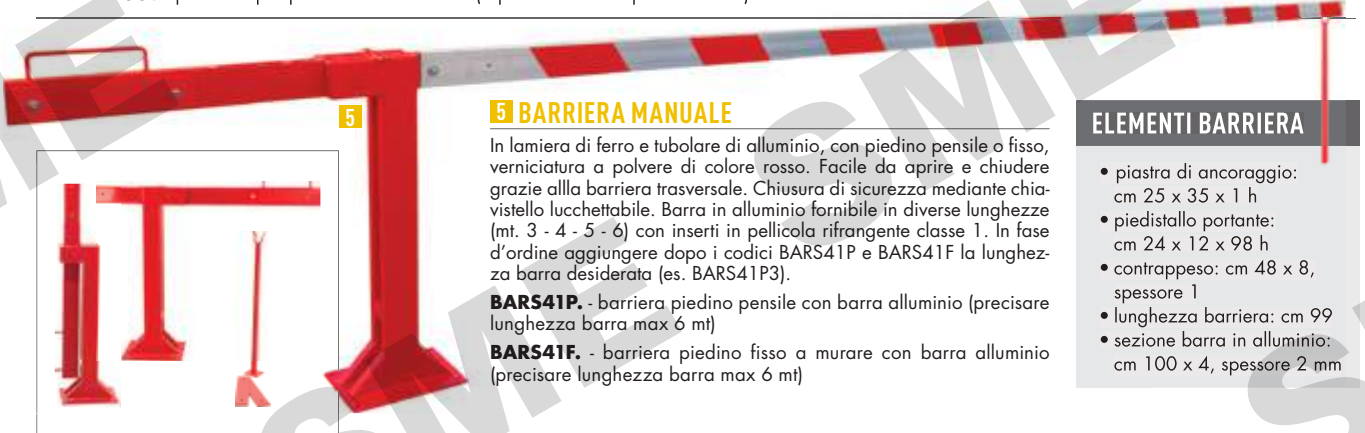 5
5 BARRIERA MANUALE
In lamiera di ferro e tubolare di alluminio, con piedino pensile o fisso,
verniciatura a polvere di colore rosso. Facile da aprire e chiudere
grazie allla barriera trasversale. Chiusura di sicurezza mediante chia-
vistello lucchettabile. Barra in alluminio fornibile in diverse lunghezze
(mt. 3 - 4 - 5 - 6) con inserti in pellicola rifrangente classe 1. In fase
d'ordine aggiungere dopo i codici BARS41P e BARS41F la lunghez-
za barra desiderata (es. BARS41P3).
BARS41P. - barriera piedino pensile con barra alluminio (precisare
lunghezza barra max 6 mt)
BARS41F. - barriera piedino fisso a murare con barra alluminio
(precisare lunghezza barra max 6 mt)
ELEMENTI BARRIERA
• piastra di ancoraggio:
cm 25 x 35 x 1 h
• piedistallo portante:
cm 24 x 12 x 98 h
• contrappeso: cm 48 x 8,
spessore 1
• lunghezza barriera: cm 99
• sezione barra in alluminio:
cm 100 x 4, spessore 2 mm
SME
SME
SME